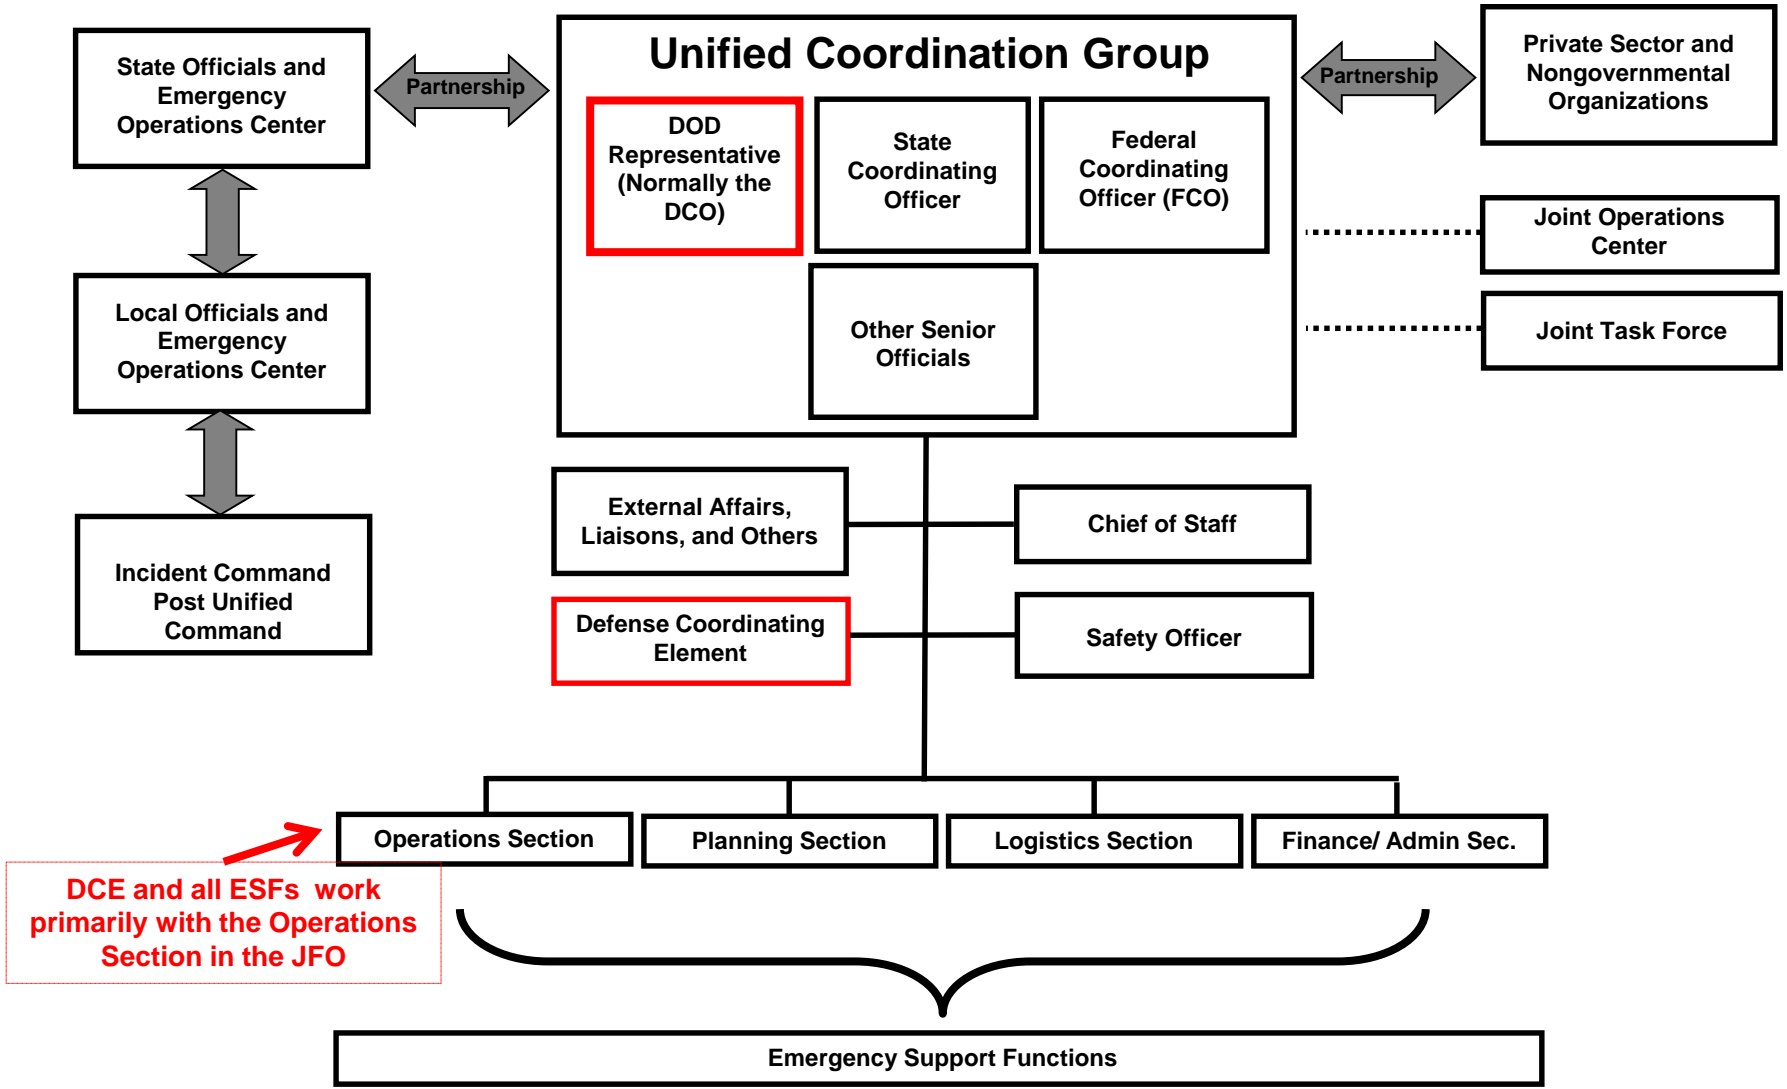 State Officials and
Emergency
Operations Center
Partnership
Unified Coordination Group
Partnership
Private Sector and
Nongovernmental
Organizations
DOD
Representative
(Normally the
DCO)
State
Coordinating
Officer
Federal
Coordinating
Officer (FCO)
Joint Operations
Center
Local Officials and
Emergency
Operations Center
Other Senior
Officials
Joint Task Force
External Affairs,
Liaisons, and Others
Chief of Staff
Incident Command
Post Unified
Command
Defense Coordinating
Element
Safety Officer
Operations Section
Planning Section
Logistics Section
Finance/ Admin Sec.
DCE and all ESFs  work
primarily with the Operations
Section in the JFO
Emergency Support Functions